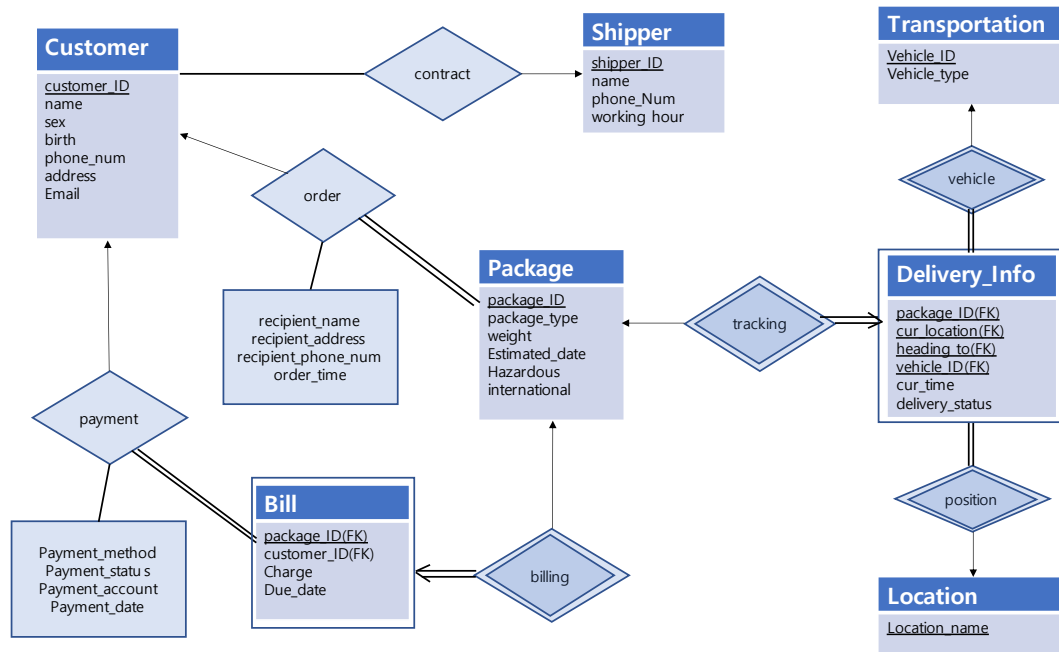 Customer
customer_ID
name
sex
birth
phone_num
address
Email
contract
Shipper
shipper_ID
name
phone_Num
working hour
Transportation
Vehicle_ID
Vehicle_type
order
vehicle
recipient_name
recipient_address
recipient_phone_num
order_time
Package
package_ID
package_type
weight
Estimated_date
Hazardous
international
tracking
Delivery_Info
package_ID(FK)
cur_location(FK)
heading_to(FK)
vehicle_ID(FK)
cur_time
delivery_status
payment
Payment_method
Payment_status
Payment_account
Payment_date
Bill
package_ID(FK)
customer_ID(FK)
Charge
Due_date
billing
position
Location
Location_name